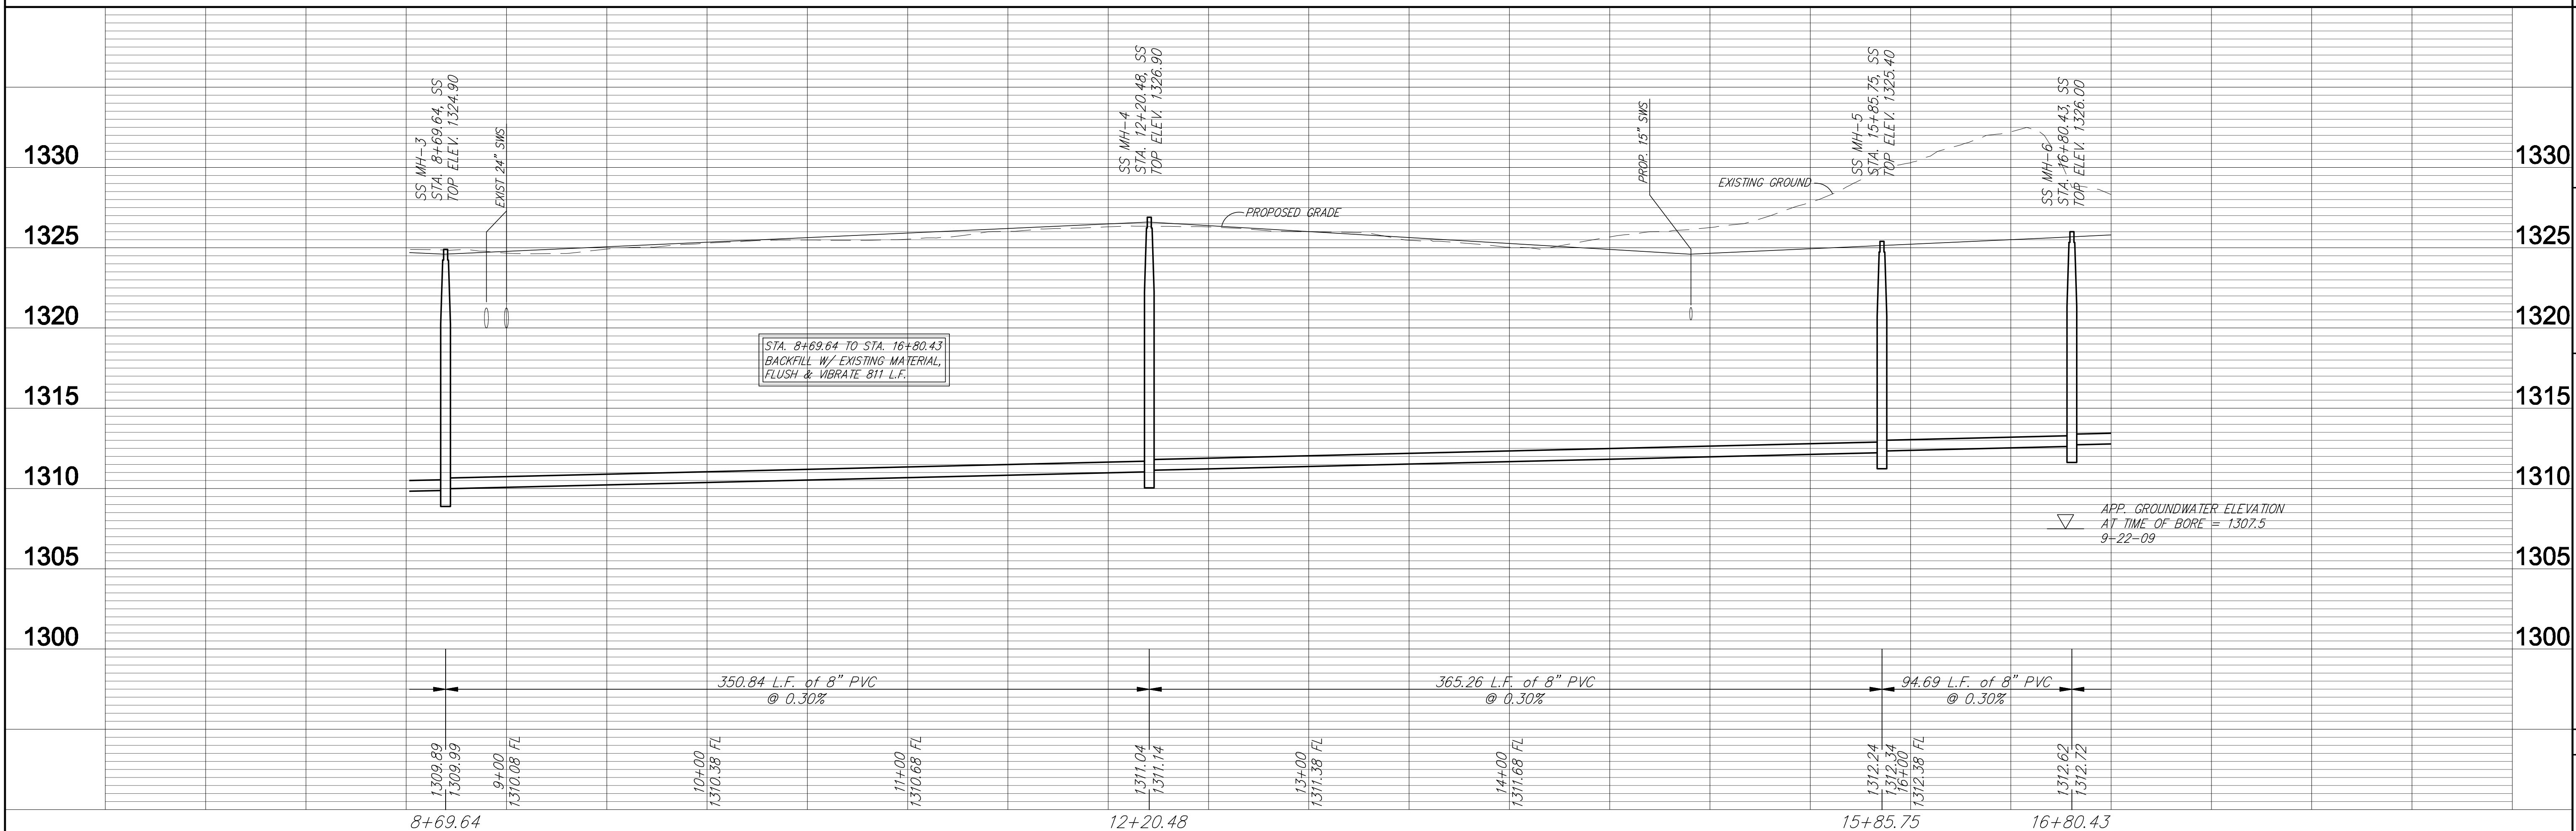 SS MH-3
STA. 8+69.64, SS
TOP ELEV. 1324.90
EXIST 24" SWS
SS MH-4
STA. 12+20.48, SS
TOP ELEV. 1326.90
PROP. 15" SWS
SS MH-5
STA. 15+85.75, SS
TOP ELEV. 1325.40
SS MH-6
STA. 16+80.43, SS
TOP ELEV. 1326.00
1330
1330
EXISTING GROUND
PROPOSED GRADE
1325
1325
1320
1320
STA. 8+69.64 TO STA. 16+80.43
BACKFILL W/ EXISTING MATERIAL,
FLUSH & VIBRATE 811 L.F.
1315
1315
1310
1310
APP. GROUNDWATER ELEVATION
AT TIME OF BORE = 1307.5
9-22-09
1305
1305
1300
1300
350.84 L.F. of 8" PVC
@ 0.30%
365.26 L.F. of 8" PVC
@ 0.30%
94.69 L.F. of 8" PVC
@ 0.30%
1309.89
1309.99
9+00
1310.08 FL
10+00
1310.38 FL
11+00
1310.68 FL
1311.04
1311.14
13+00
1311.38 FL
14+00
1311.68 FL
1312.24
1312.34
16+00
1312.38 FL
1312.62
1312.72
8+69.64
12+20.48
15+85.75
16+80.43